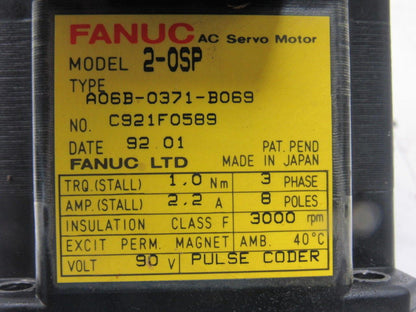 FANUC AC Servo Motor
MODEL 2-0SP
TYPE
A06B-0371-B069
NO. C921F0589
DATE 92.01 PAT. PEND
FANUC LTD MADE IN JAPAN
TRQ.(STALL) 1.0 Nm 3 PHASE
AMP.(STALL) 2.2 A 8 POLES
INSULATION CLASS F 3000 rpm
EXCIT PERM. MAGNET AMB. 40°C
VOLT 90 V PULSE CODER